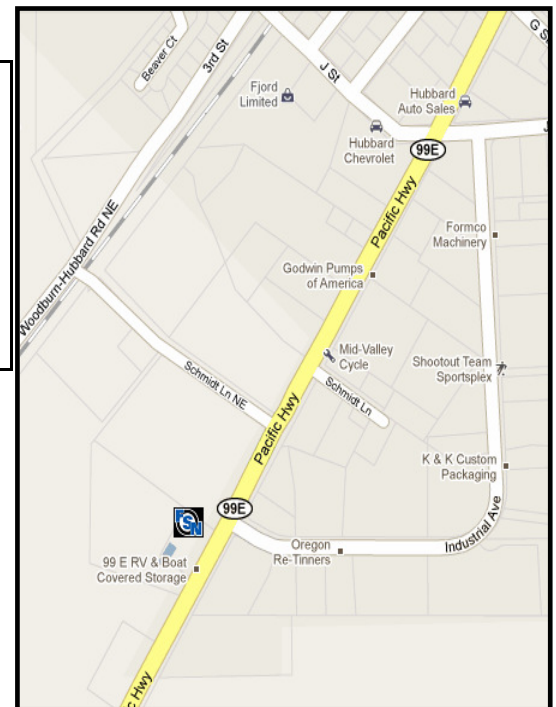 G S
Beaver Ct
3rd St
J St
Fjord
Limited
Hubbard
Auto Sales
Hubbard
Chevrolet
J
99E
Pacific Hwy
Formco
Machinery
Woodburn-Hubbard Rd NE
Godwin Pumps
of America
Mid-Valley
Cycle
Shootout Team
Sportsplex
Schmidt Ln NE
Schmidt Ln
Pacific Hwy
K & K Custom
Packaging
99E
Industrial Ave
Oregon
Re-Tinners
99 E RV & Boat
Covered Storage
c Hwy